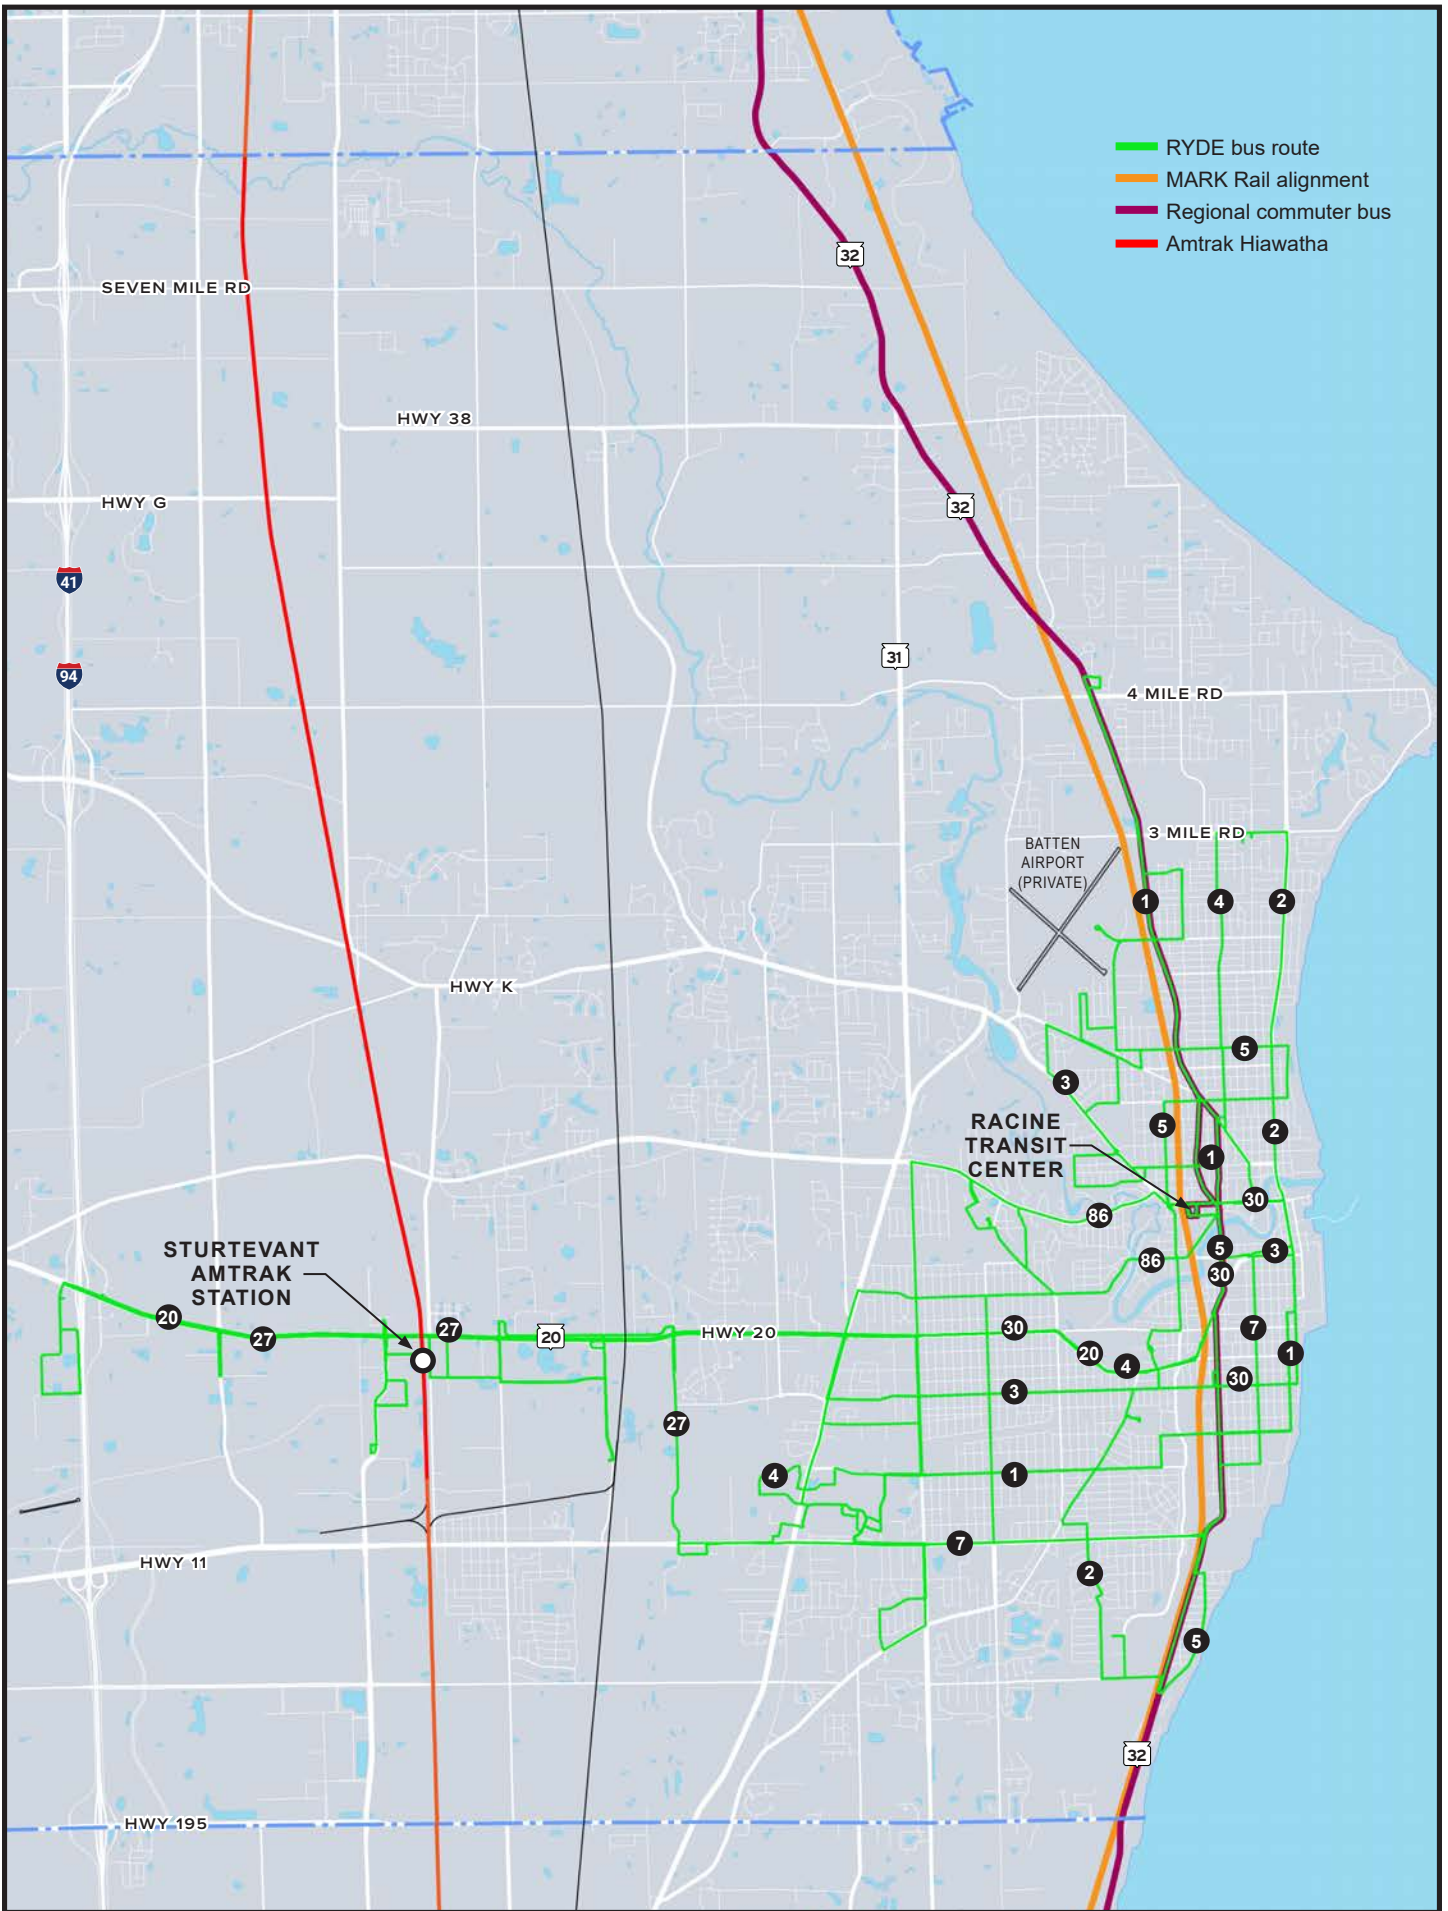 RYDE bus route
MARK Rail alignment
Regional commuter bus
Amtrak Hiawatha
32
SEVEN MILE RD
HWY 38
HWY G
32
41
31
94
4 MILE RD
3 MILE RD
BATTEN
AIRPORT
(PRIVATE)
1
4
2
HWY K
5
3
RACINE
TRANSIT
CENTER
5
2
1
30
86
5
3
86
30
STURTEVANT
AMTRAK
STATION
20
27
27
20
HWY 20
30
7
20
4
1
30
3
27
4
1
7
HWY 11
2
5
32
HWY 195